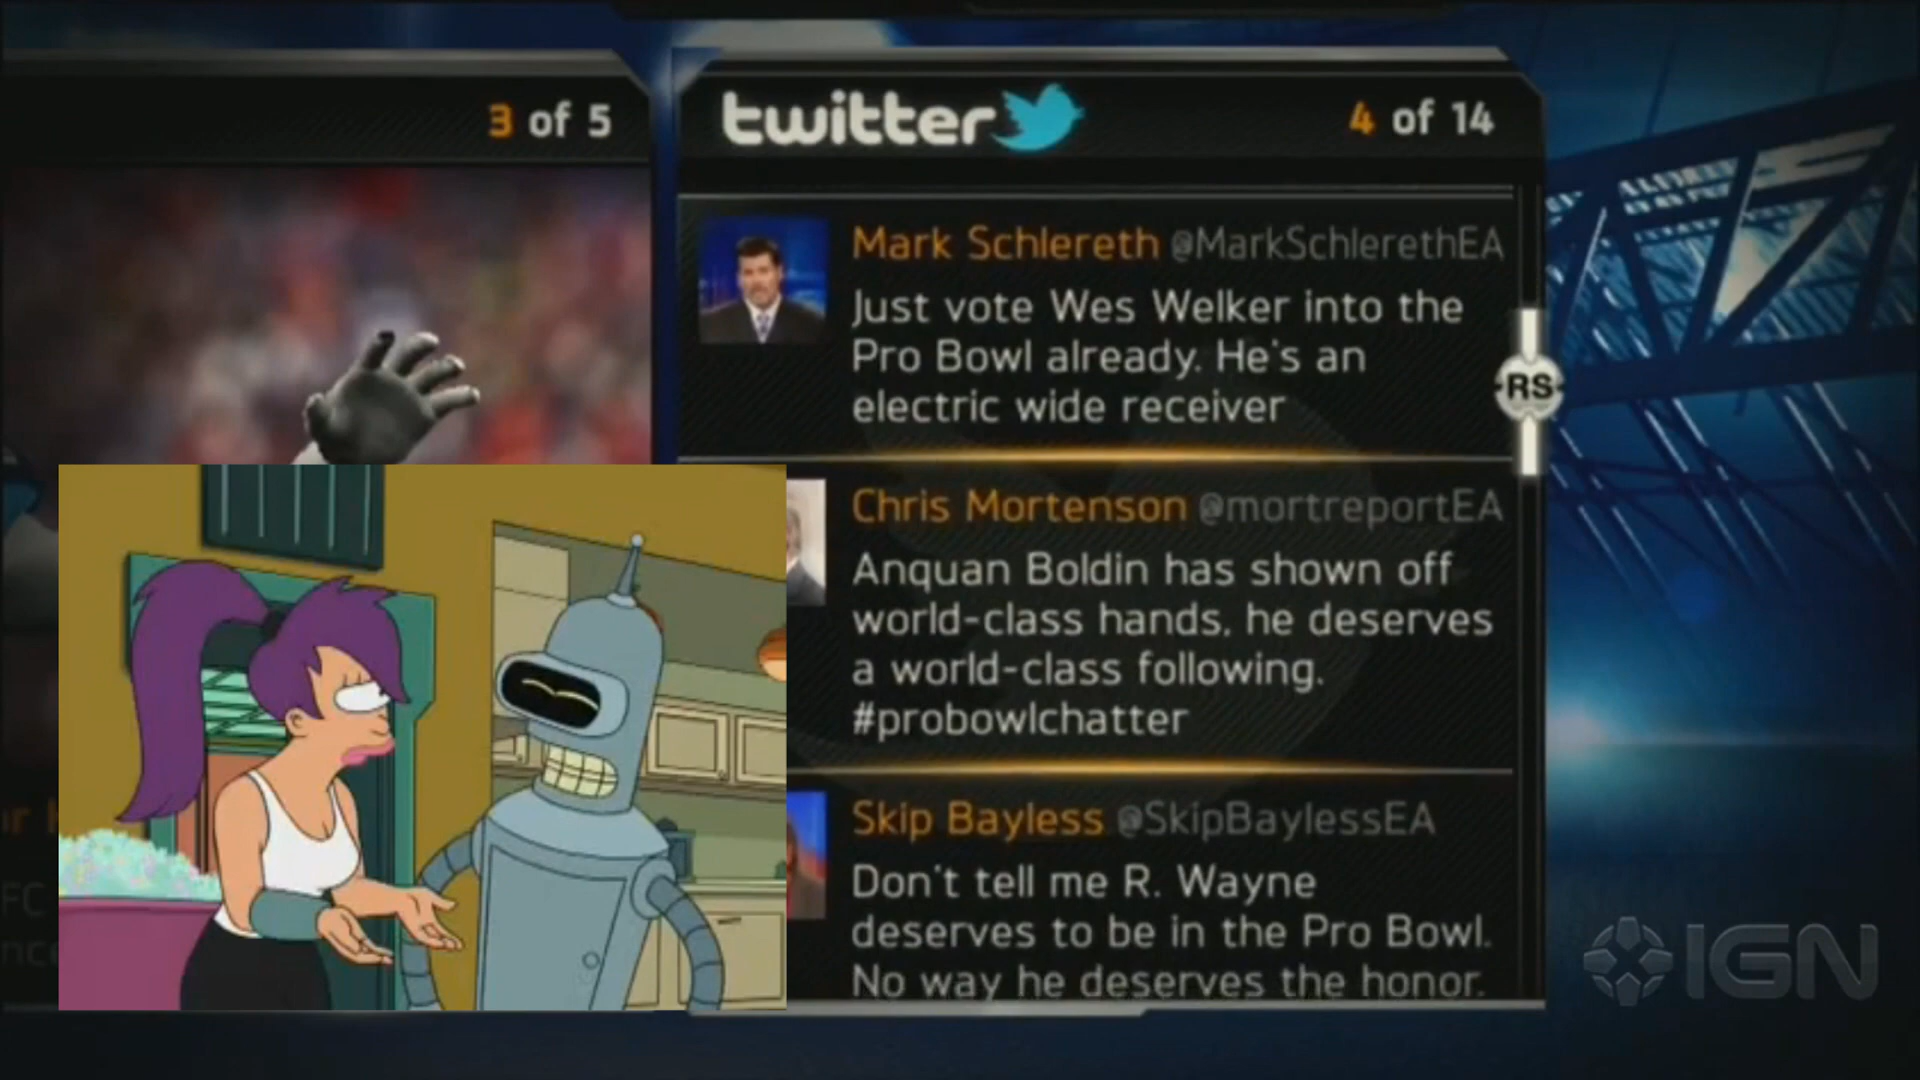 3 of 5
twitter
4 of 14
Mark Schlereth @MarkSchlerethEA
Just vote Wes Welker into the
Pro Bowl already. He's an
electric wide receiver
RS
Chris Mortenson @mortreportEA
Anquan Boldin has shown off
world-class hands, he deserves
a world-class following.
#probowlchatter
Skip Bayless @SkipBaylessEA
Don't tell me R. Wayne
deserves to be in the Pro Bowl.
No way he deserves the honor.
IGN